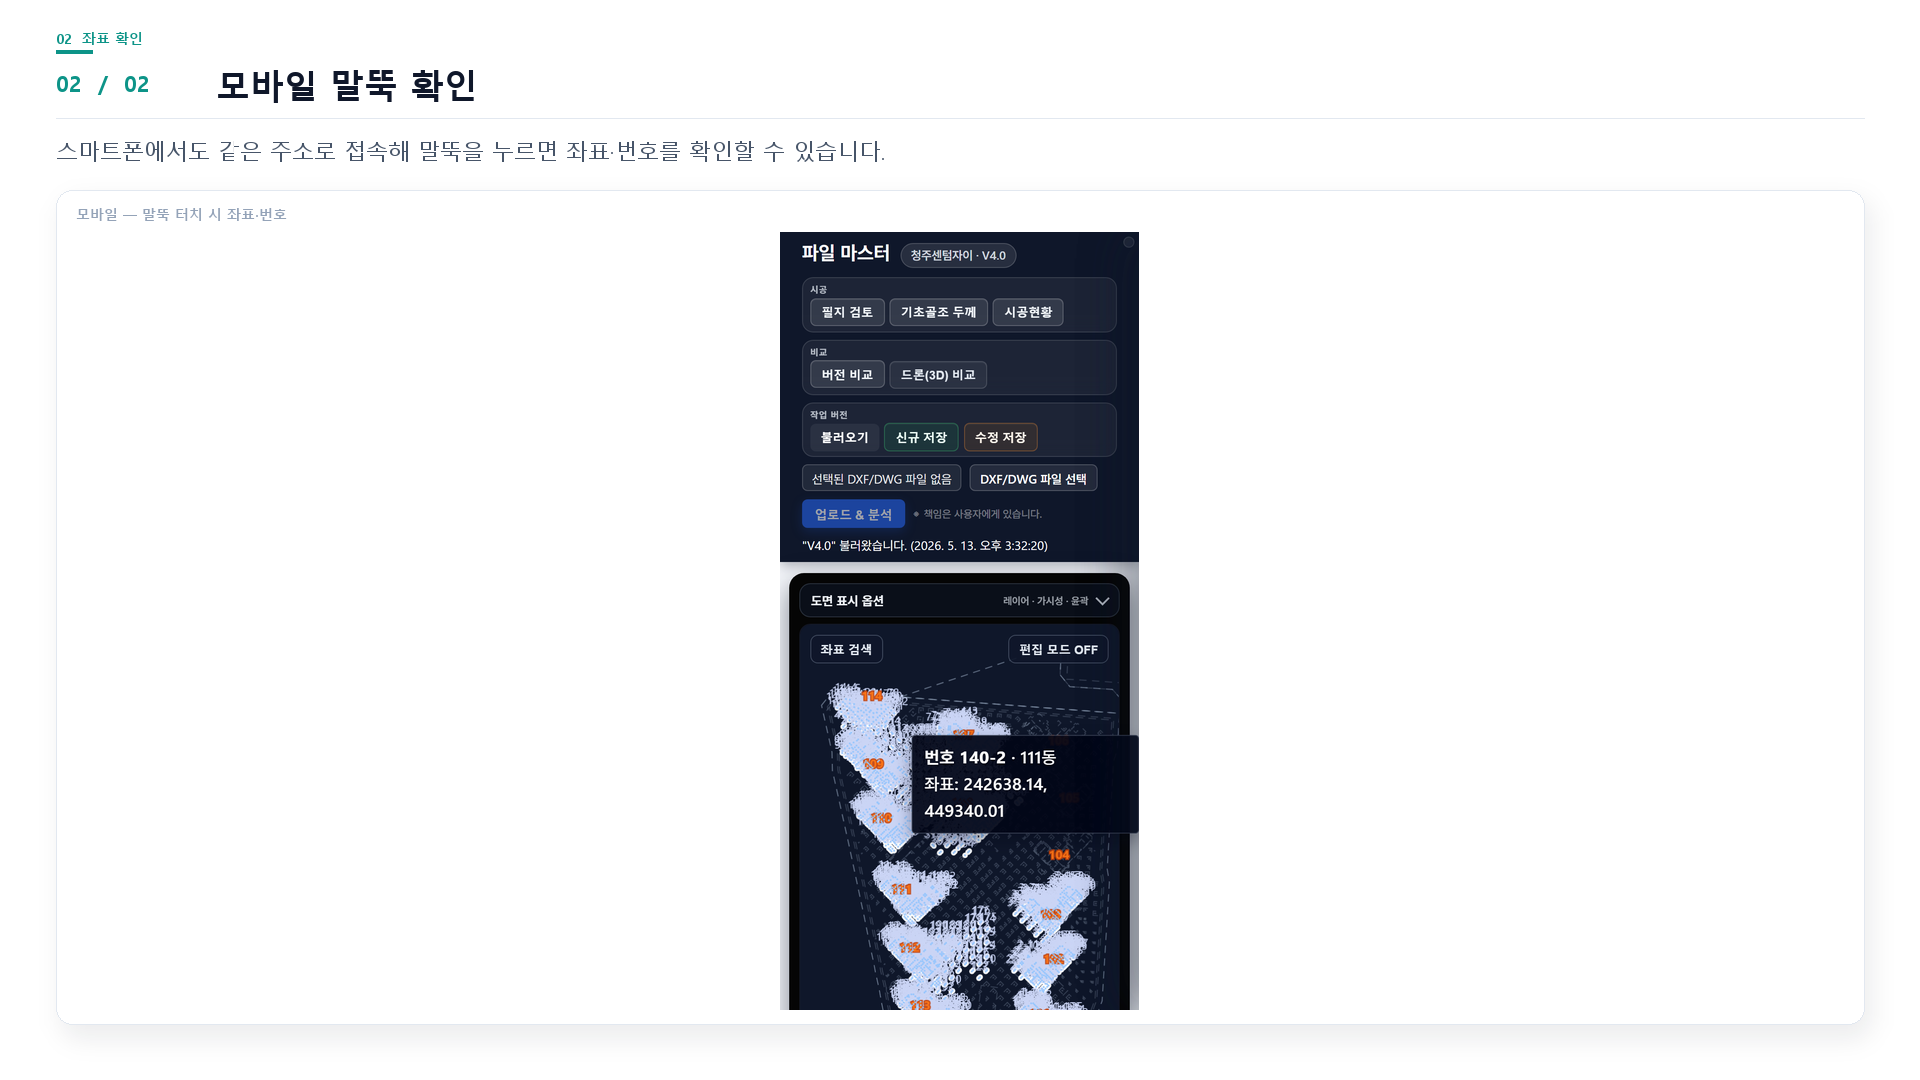 02 좌표 확인
02 / 02
모바일 말뚝 확인
스마트폰에서도 같은 주소로 접속해 말뚝을 누르면 좌표·번호를 확인할 수 있습니다.
모바일 — 말뚝 터치 시 좌표·번호
파일 마스터
청주센텀자이 · V4.0
시공
필지 검토
기초골조 두께
시공현황
비교
버전 비교
드론(3D) 비교
작업 버전
불러오기
신규 저장
수정 저장
선택된 DXF/DWG 파일 없음
DXF/DWG 파일 선택
업로드 & 분석
● 책임은 사용자에게 있습니다.
"V4.0" 불러왔습니다. (2026. 5. 13. 오후 3:32:20)
도면 표시 옵션
레이어 · 가시성 · 윤곽
좌표 검색
편집 모드 OFF
114
109
번호 140-2 · 111동
좌표: 242638.14,
449340.01
104
111
112